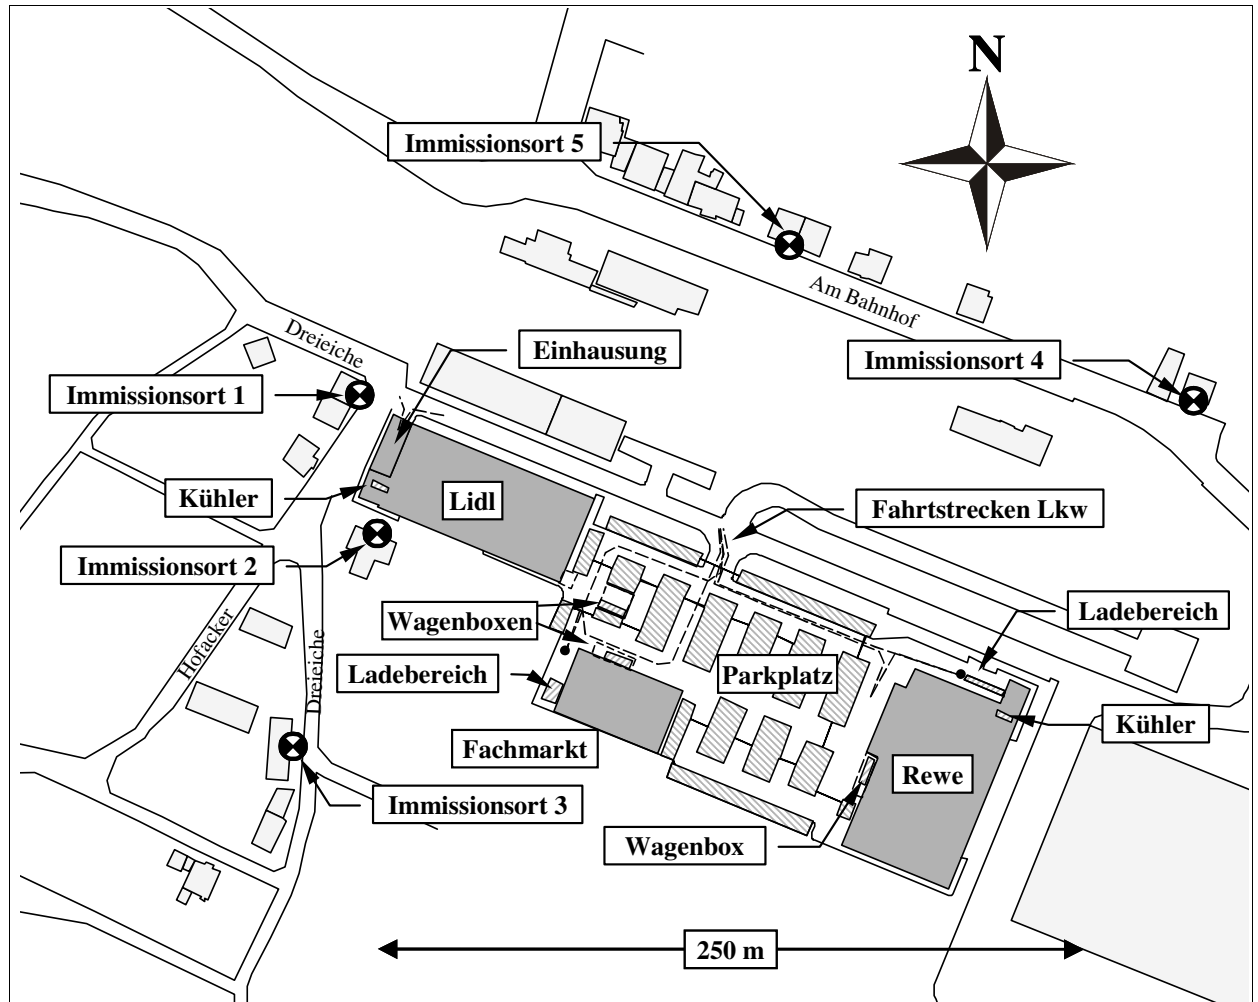 N
Immissionsort 5
Am Bahnhof
Dreieiche
Einhausung
Immissionsort 4
Immissionsort 1
Kühler
Lidl
Fahrtstrecken Lkw
Immissionsort 2
Wagenboxen
Ladebereich
Hofacker
Dreieiche
Ladebereich
Parkplatz
Kühler
Fachmarkt
Rewe
Immissionsort 3
Wagenbox
250 m